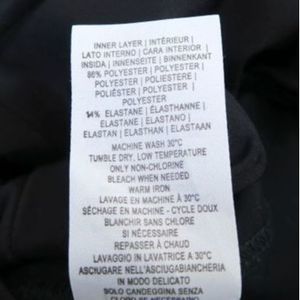 INNER LAYER | INTÉRIEUR |
LATO INTERNO | CARA INTERIOR |
INSIDA | INNENSEITE | BINNENKANT
86% POLYESTER | POLYESTER |
POLYESTER | POLIESTERE |
POLIÉSTER | POLYESTER |
POLYESTER
14% ELASTANE | ÉLASTHANNE |
ELASTANE | ELASTANO |
ELASTAN | ELASTHAN | ELASTAAN
MACHINE WASH 30°C
TUMBLE DRY, LOW TEMPERATURE
ONLY NON-CHLORINE
BLEACH WHEN NEEDED
WARM IRON
LAVAGE EN MACHINE À 30°C
SÉCHAGE EN MACHINE - CYCLE DOUX
BLANCHIR SANS CHLORE
SI NÉCESSAIRE
REPASSER À CHAUD
LAVAGGIO IN LAVATRICE A 30°C
ASCIUGARE NELL'ASCIUGABIANCHERIA
IN MODO DELICATO
SOLO CANDEGGINA SENZA
CLORO SE NECESSARIO